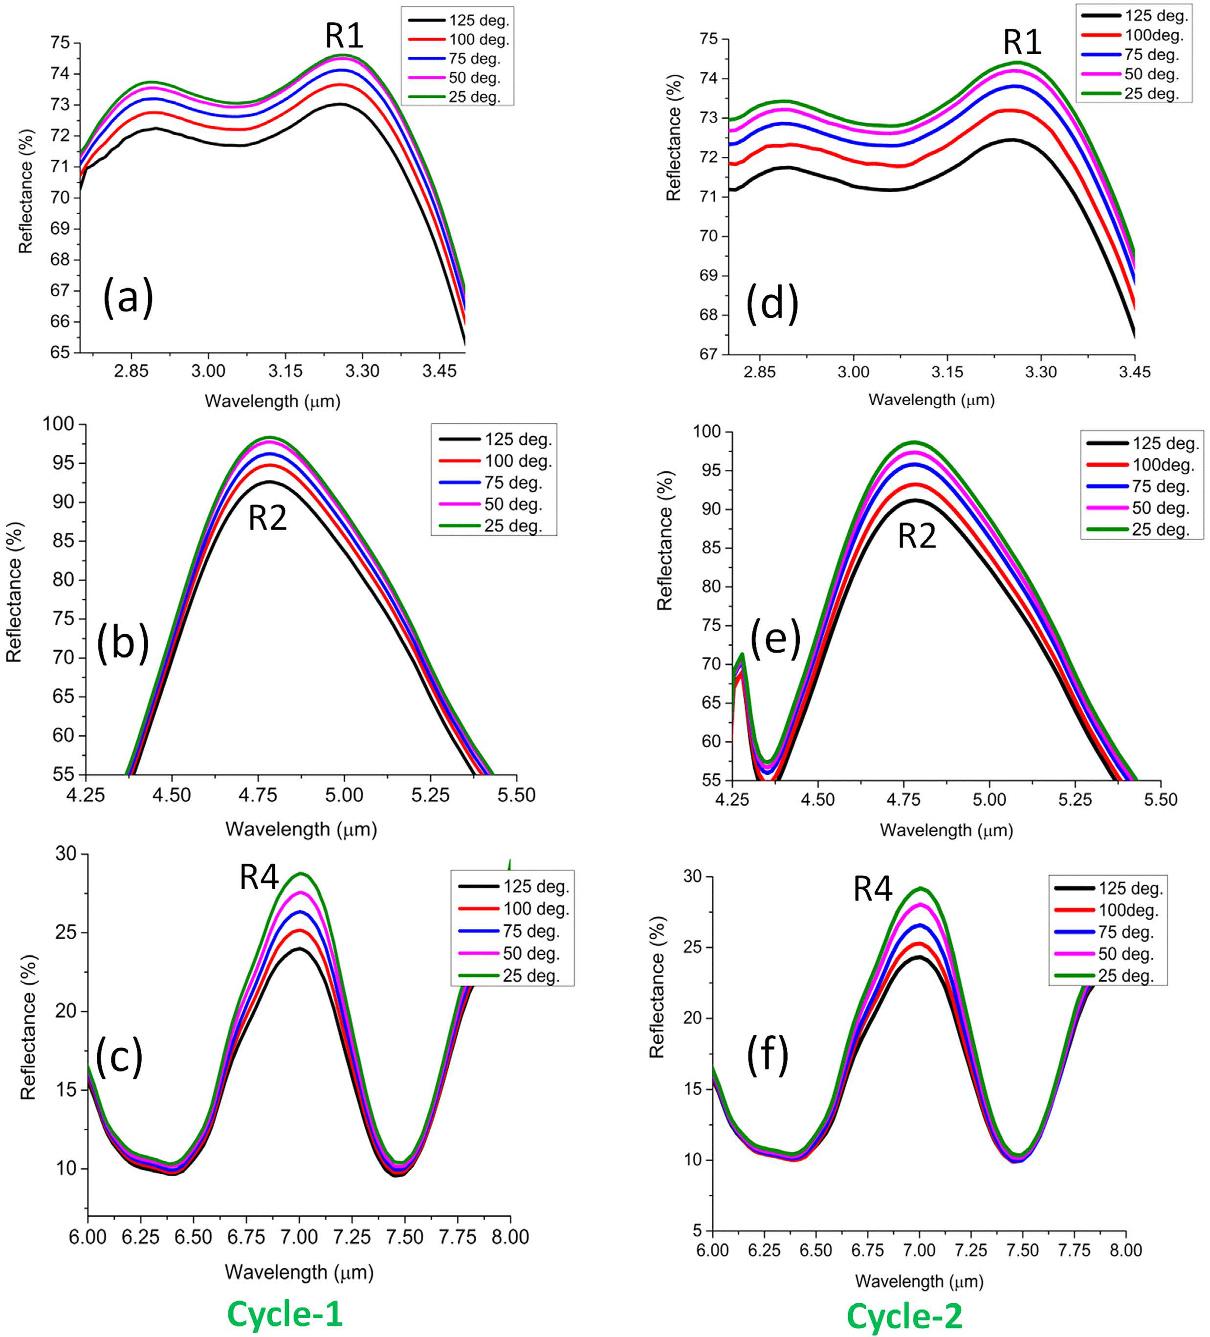 R1
125 deg.
100 deg.
75 deg.
50 deg.
25 deg.
75
74
73
72
71
70
69
68
67
66
65
Reflectance (%)
(a)
2.85 3.00 3.15 3.30 3.45
Wavelength (μm)
R1
125 deg.
100deg.
75 deg.
50 deg.
25 deg.
75
74
73
72
71
70
69
68
67
Reflectance (%)
(d)
2.85 3.00 3.15 3.30 3.45
Wavelength (μm)
125 deg.
100 deg.
75 deg.
50 deg.
25 deg.
R2
100
95
90
85
80
75
70
65
60
55
Reflectance (%)
(b)
4.25 4.50 4.75 5.00 5.25 5.50
Wavelength (μm)
125 deg.
100deg.
75 deg.
50 deg.
25 deg.
R2
100
95
90
85
80
75
70
65
60
55
Reflectance (%)
(e)
4.25 4.50 4.75 5.00 5.25 5.50
Wavelength (μm)
R4
125 deg.
100 deg.
75 deg.
50 deg.
25 deg.
30
25
20
15
10
Reflectance (%)
(c)
6.00 6.25 6.50 6.75 7.00 7.25 7.50 7.75 8.00
Wavelength (μm)
Cycle-1
R4
125 deg.
100deg.
75 deg.
50 deg.
25 deg.
30
25
20
15
10
5
Reflectance (%)
(f)
6.00 6.25 6.50 6.75 7.00 7.25 7.50 7.75 8.00
Wavelength (μm)
Cycle-2